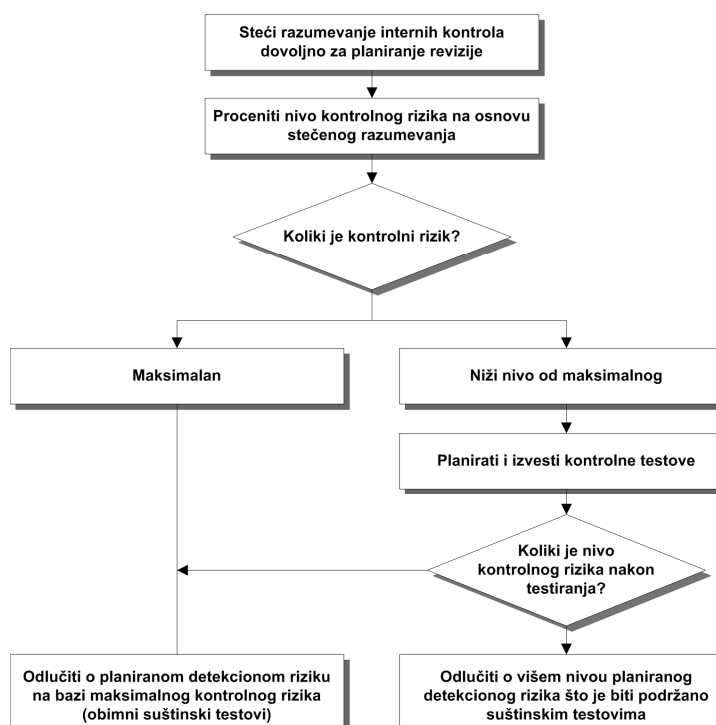 Steći razumevanje internih kontrola
dovoljno za planiranje revizije
Proceniti nivo kontrolnog rizika na osnovu
stečenog razumevanja
Koliki je kontrolni rizik?
Maksimalan
Niži nivo od maksimalnog
Planirati i izvesti kontrolne testove
Koliki je nivo
kontrolnog rizika nakon
testiranja?
Odlučiti o planiranom detekcionom riziku
na bazi maksimalnog kontrolnog rizika
(obimni suštinski testovi)
Odlučiti o višem nivou planiranog
detekcionog rizika što je biti podržano
suštinskim testovima